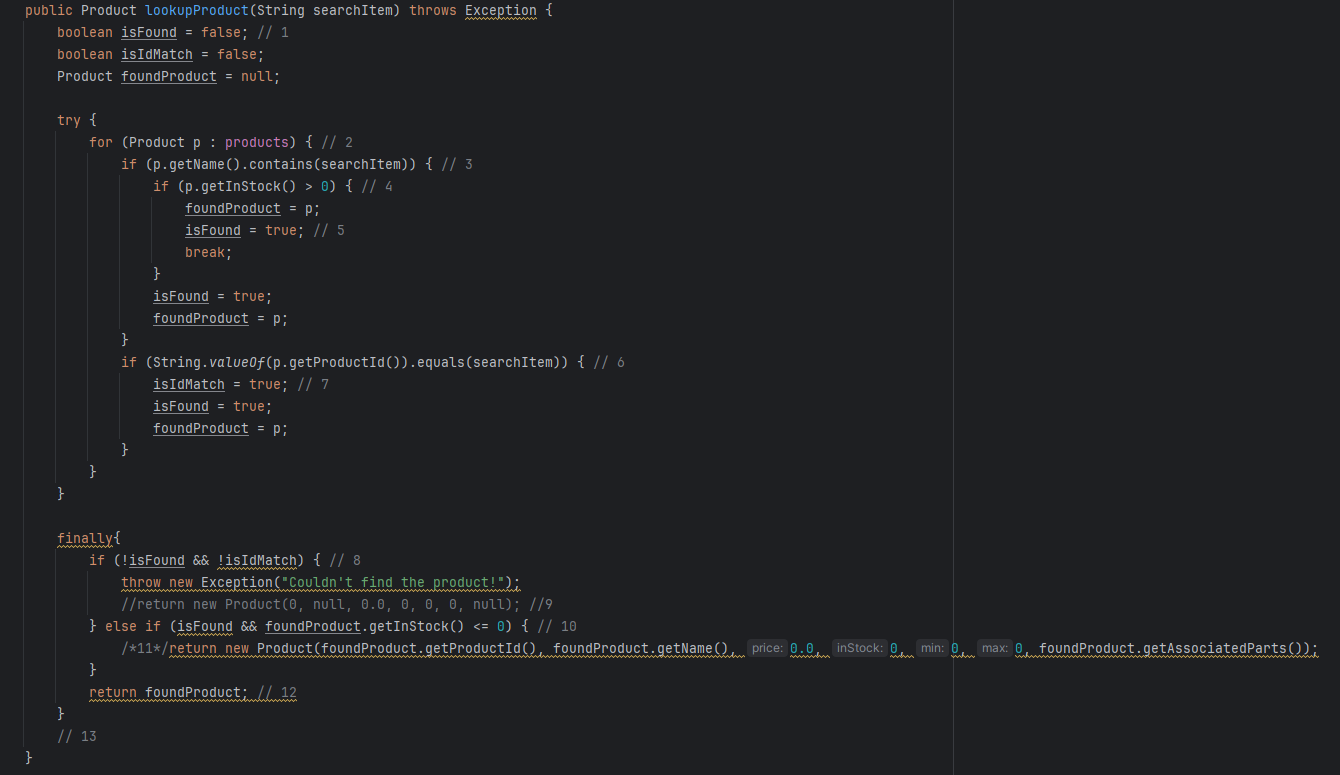 public Product lookupProduct(String searchItem) throws Exception {
boolean isFound = false; // 1
boolean isIdMatch = false;
Product foundProduct = null;
try {
for (Product p : products) { // 2
if (p.getName().contains(searchItem)) { // 3
if (p.getInStock() > 0) { // 4
foundProduct = p;
isFound = true; // 5
break;
}
isFound = true;
foundProduct = p;
}
if (String.valueOf(p.getProductId()).equals(searchItem)) { // 6
isIdMatch = true; // 7
isFound = true;
foundProduct = p;
}
}
}
finally{
if (!isFound && !isIdMatch) { // 8
throw new Exception("Couldn't find the product!");
//return new Product(0, null, 0.0, 0, 0, 0, null); //9
} else if (isFound && foundProduct.getInStock() <= 0) { // 10
/*11*/return new Product(foundProduct.getProductId(), foundProduct.getName(), price: 0.0, inStock: 0, min: 0, max: 0, foundProduct.getAssociatedParts());
}
return foundProduct; // 12
}
// 13
}